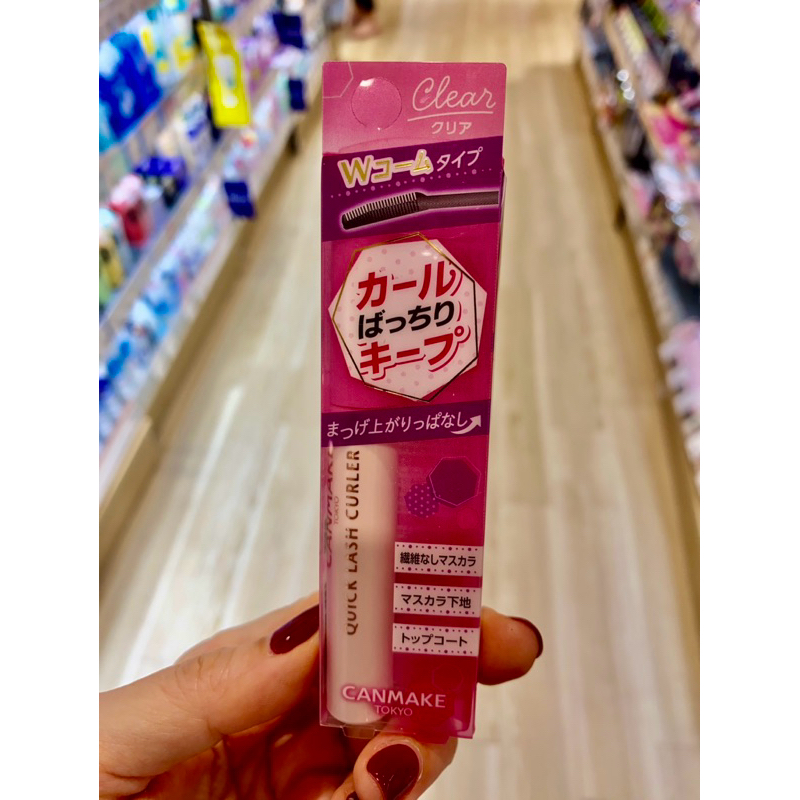 Clear
クリア
Wコームタイプ
カール
ばっちり
キープ
まつげ上がりっぱなし
CANMAKE
TOKYO
QUICK LASH CURLER
繊維なしマスカラ
マスカラ下地
トップコート
CANMAKE
TOKYO